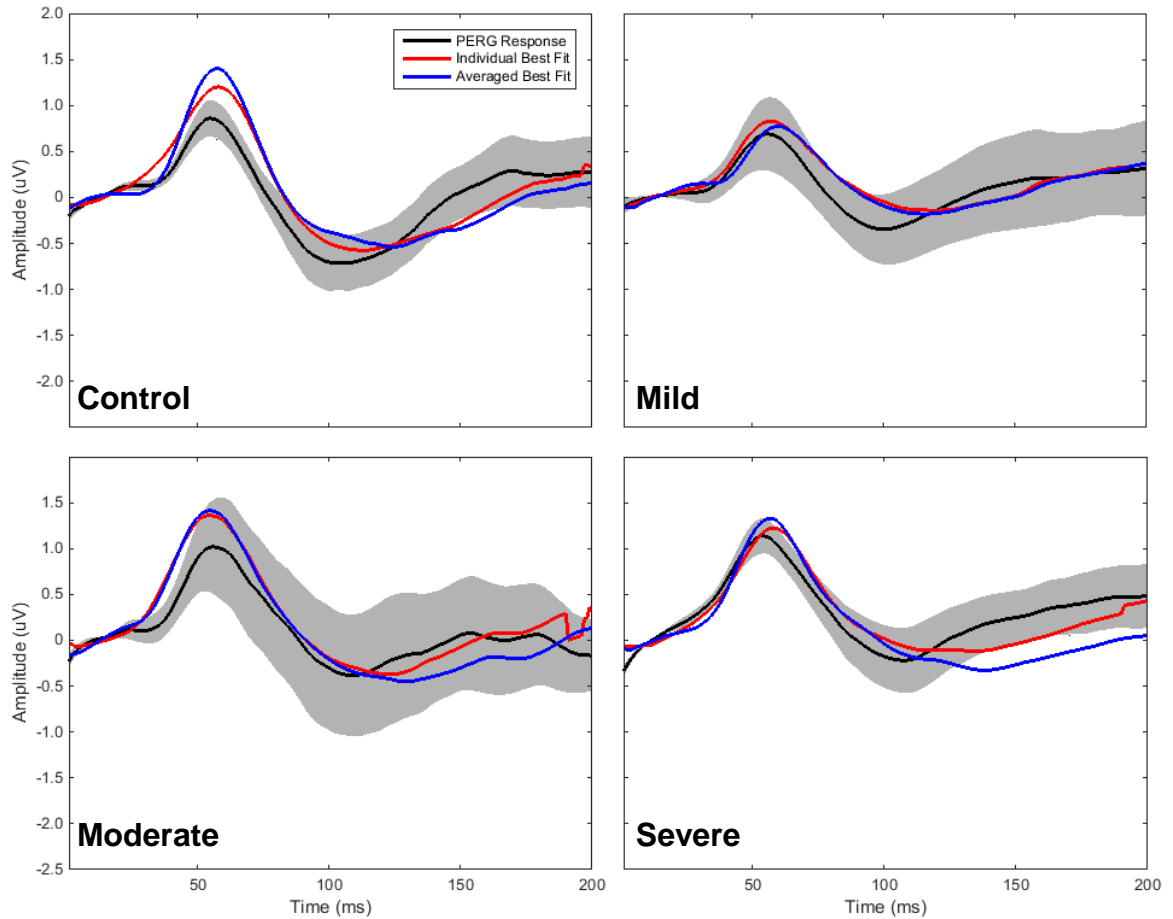 2.0
1.5
1.0
0.5
0
-0.5
-1.0
-1.5
-2.0
Amplitude (uV)
PERG Response
Individual Best Fit
Averaged Best Fit
Control
Mild
1.5
1.0
0.5
0
-0.5
-1.0
-1.5
-2.0
-2.5
Amplitude (uV)
Moderate
Severe
50
100
150
200
Time (ms)
50
100
150
200
Time (ms)